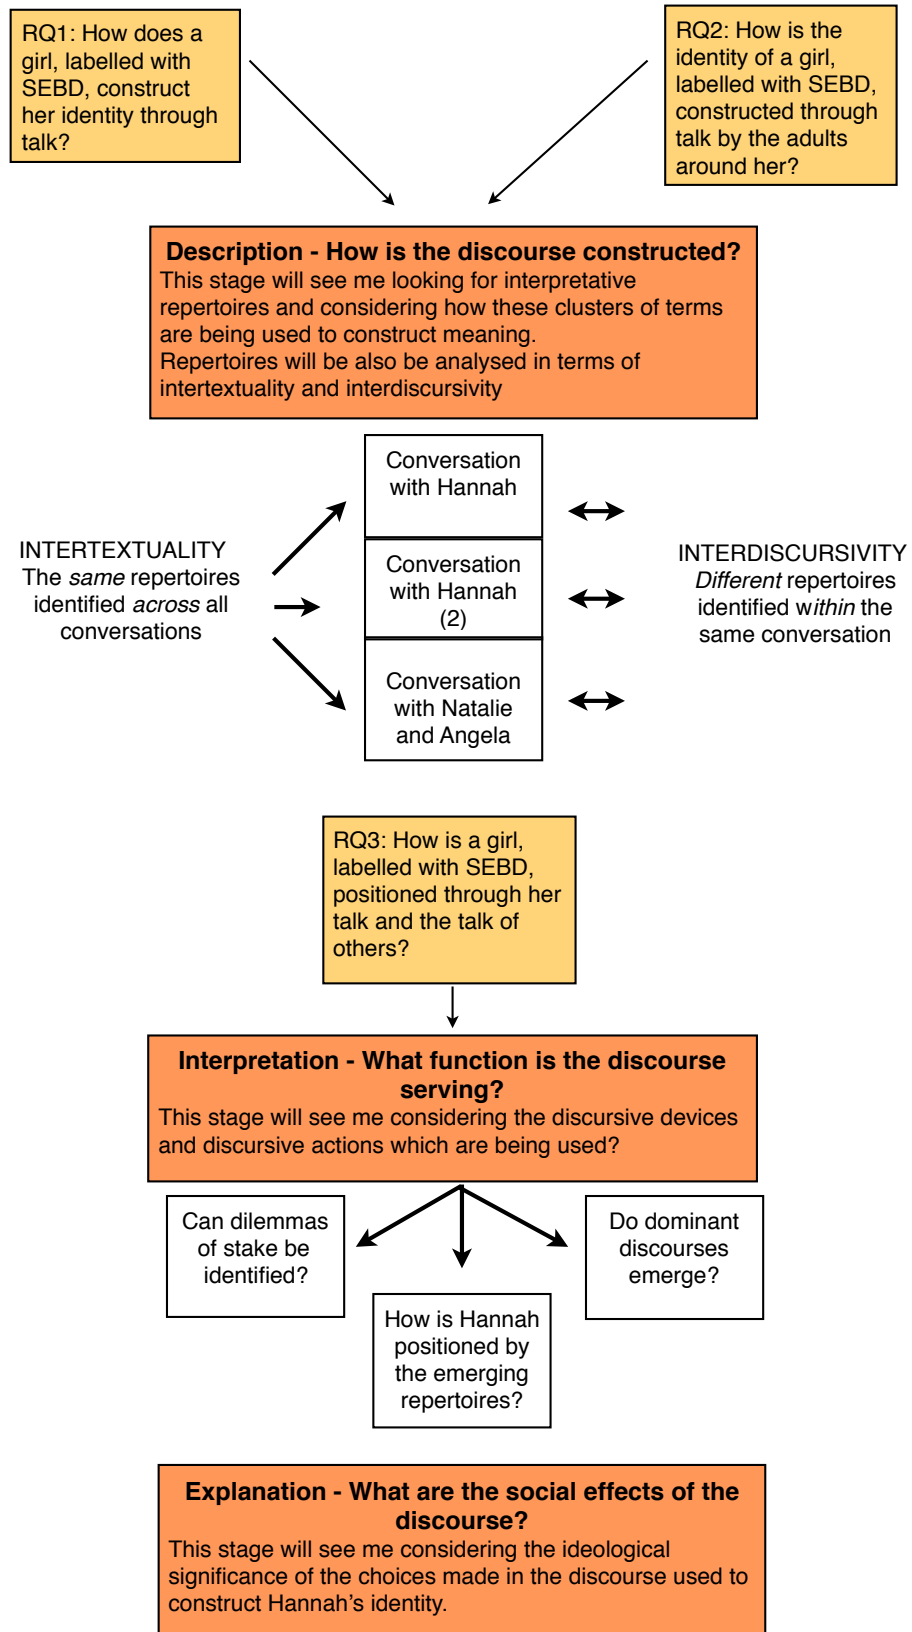 RQ1: How does a
girl, labelled with
SEBD, construct
her identity through
talk?
RQ2: How is the
identity of a girl,
labelled with SEBD,
constructed through
talk by the adults
around her?
Description - How is the discourse constructed?
This stage will see me looking for interpretative
repertoires and considering how these clusters of terms
are being used to construct meaning.
Repertoires will be also be analysed in terms of
intertextuality and interdiscursivity
INTERTEXTUALITY
The same repertoires
identified across all
conversations
Conversation
with Hannah
Conversation
with Hannah
(2)
Conversation
with Natalie
and Angela
INTERDISCURSIVITY
Different repertoires
identified within the
same conversation
RQ3: How is a girl,
labelled with SEBD,
positioned through her
talk and the talk of
others?
Interpretation - What function is the discourse
serving?
This stage will see me considering the discursive devices
and discursive actions which are being used?
Can dilemmas
of stake be
identified?
How is Hannah
positioned by
the emerging
repertoires?
Do dominant
discourses
emerge?
Explanation - What are the social effects of the
discourse?
This stage will see me considering the ideological
significance of the choices made in the discourse used to
construct Hannah's identity.